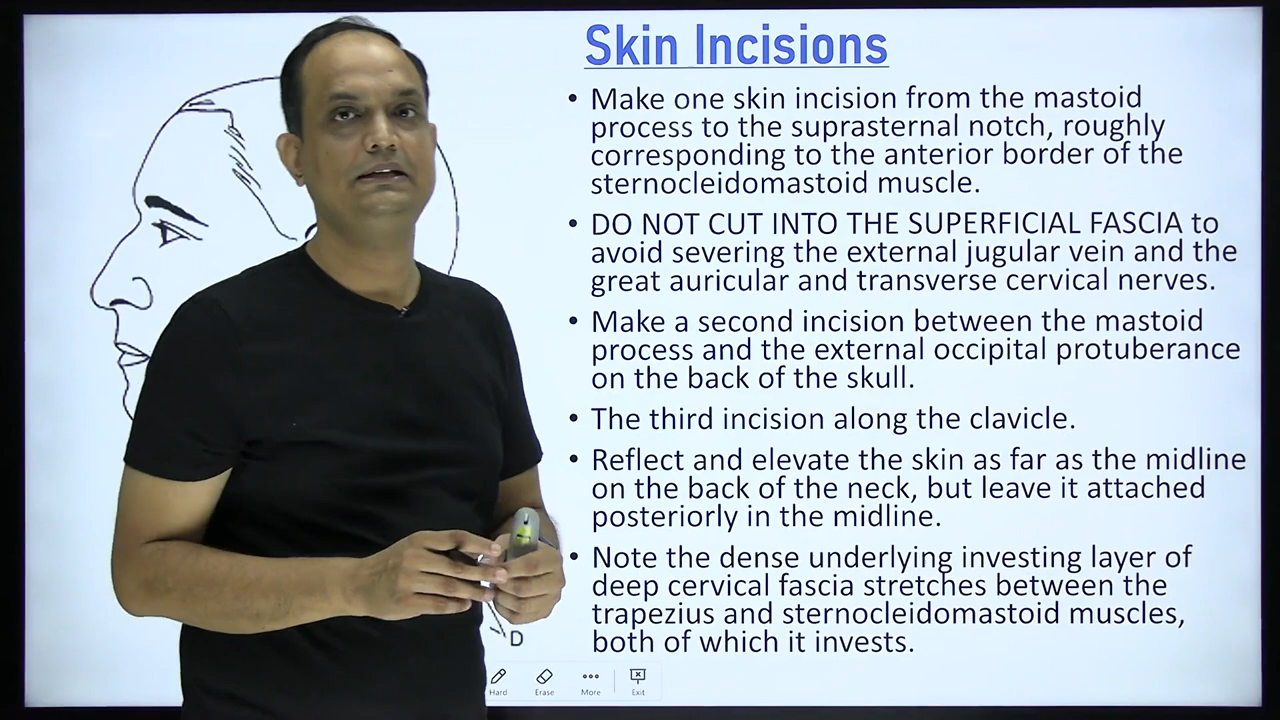 Skin Incisions
• Make one skin incision from the mastoid
process to the suprasternal notch, roughly
corresponding to the anterior border of the
sternocleidomastoid muscle.
• DO NOT CUT INTO THE SUPERFICIAL FASCIA to
avoid severing the external jugular vein and the
great auricular and transverse cervical nerves.
• Make a second incision between the mastoid
process and the external occipital protuberance
on the back of the skull.
• The third incision along the clavicle.
• Reflect and elevate the skin as far as the midline
on the back of the neck, but leave it attached
posteriorly in the midline.
• Note the dense underlying investing layer of
deep cervical fascia stretches between the
trapezius and sternocleidomastoid muscles,
both of which it invests.
D
Hard Erase More Exit